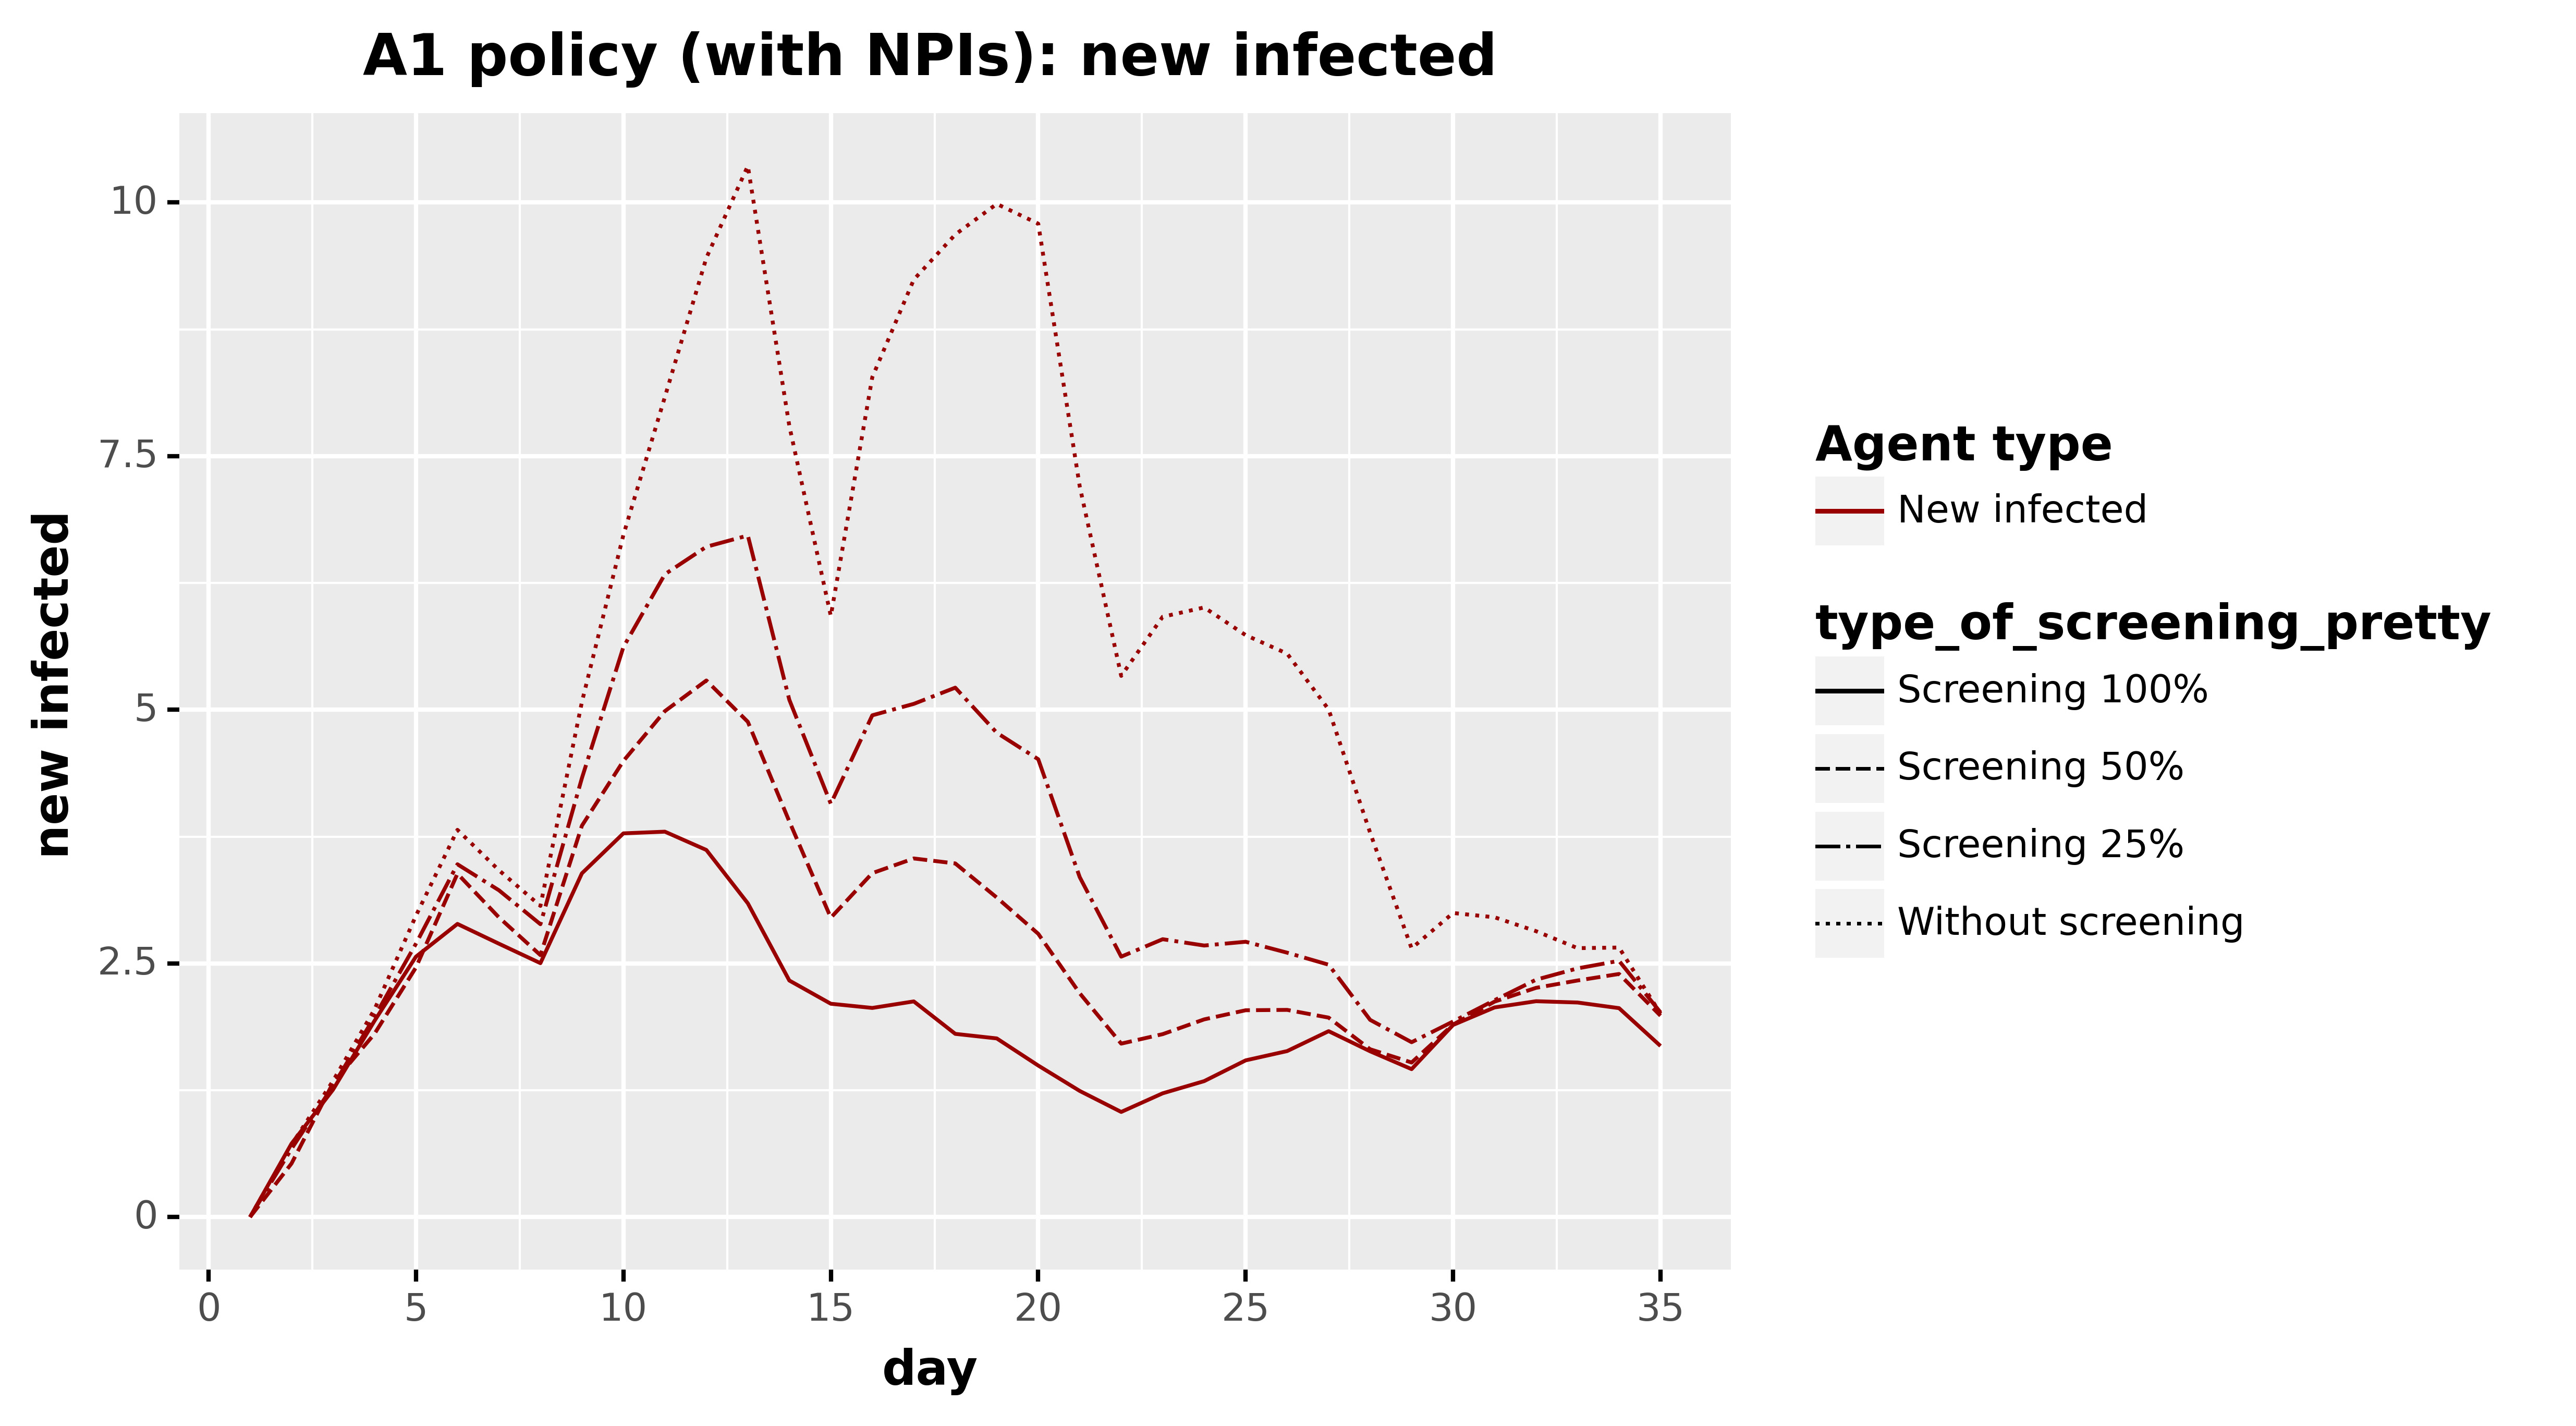 A1 policy (with NPIs): new infected
new infected
10
7.5
5
2.5
0
0 5 10 15 20 25 30 35
day
Agent type
New infected
type_of_screening_pretty
Screening 100%
Screening 50%
Screening 25%
Without screening